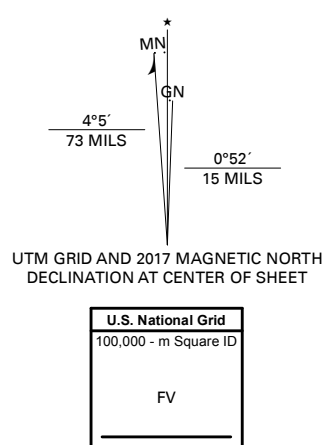 ★
MN
GN
4°5´
73 MILS
0°52´
15 MILS
UTM GRID AND 2017 MAGNETIC NORTH
DECLINATION AT CENTER OF SHEET
U.S. National Grid
100,000 - m Square ID
FV